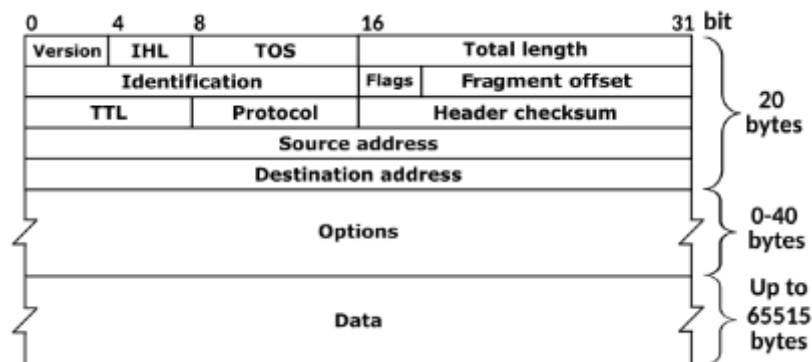 0 4 8 16 31 bit
Version IHL TOS Total length
Identification Flags Fragment offset
TTL Protocol Header checksum
20
bytes
Source address
Destination address
Options
0-40
bytes
Data
Up to
65515
bytes